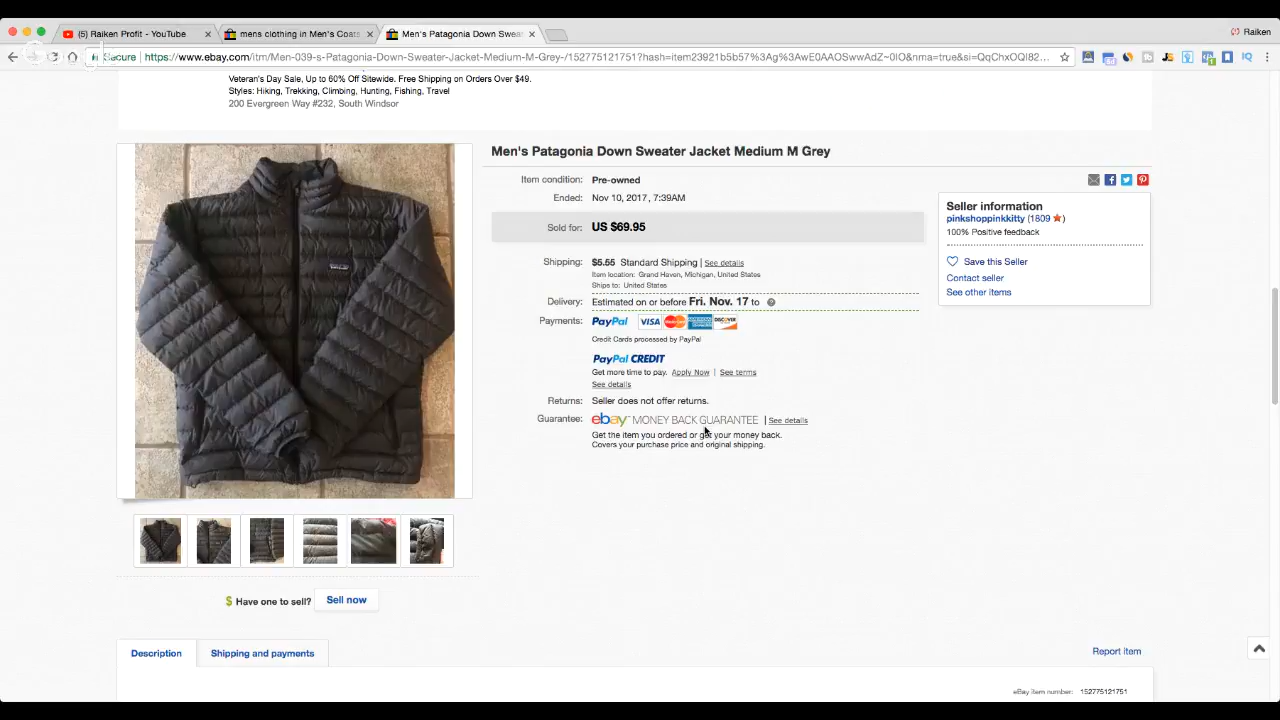 (5) Raiken Profit - YouTube
mens clothing in Men's Coats
Men's Patagonia Down Sweat
Raiken
Secure
https://www.ebay.com/itm/Men-039-s-Patagonia-Down-Sweater-Jacket-Medium-M-Grey-/152775121751?hash=item23921b5b57%3Ag%3AwE0AAOSwwAdZ~0IO&nma=true&si=QqChxOQI82...
Veteran's Day Sale, Up to 60% Off Sitewide. Free Shipping on Orders Over $49.
Styles: Hiking, Trekking, Climbing, Hunting, Fishing, Travel
200 Evergreen Way #232, South Windsor
Men's Patagonia Down Sweater Jacket Medium M Grey
Item condition: Pre-owned
Ended: Nov 10, 2017 , 7:39AM
Sold for: US $69.95
Shipping: $5.55 Standard Shipping | See details
Item location: Grand Haven, Michigan, United States
Ships to: United States
Delivery: Estimated on or before Fri. Nov. 17 to
Payments: PayPal VISA MasterCard AMERICAN EXPRESS DISCOVER
Credit Cards processed by PayPal
PayPal CREDIT
Get more time to pay. Apply Now | See terms
See details
Returns: Seller does not offer returns.
Guarantee: ebay MONEY BACK GUARANTEE | See details
Get the item you ordered or get your money back.
Covers your purchase price and original shipping.
Seller information
pinkshoppinkkitty (1809 )
100% Positive feedback
Save this Seller
Contact seller
See other items
$ Have one to sell? Sell now
Description
Shipping and payments
Report item
eBay item number: 152775121751